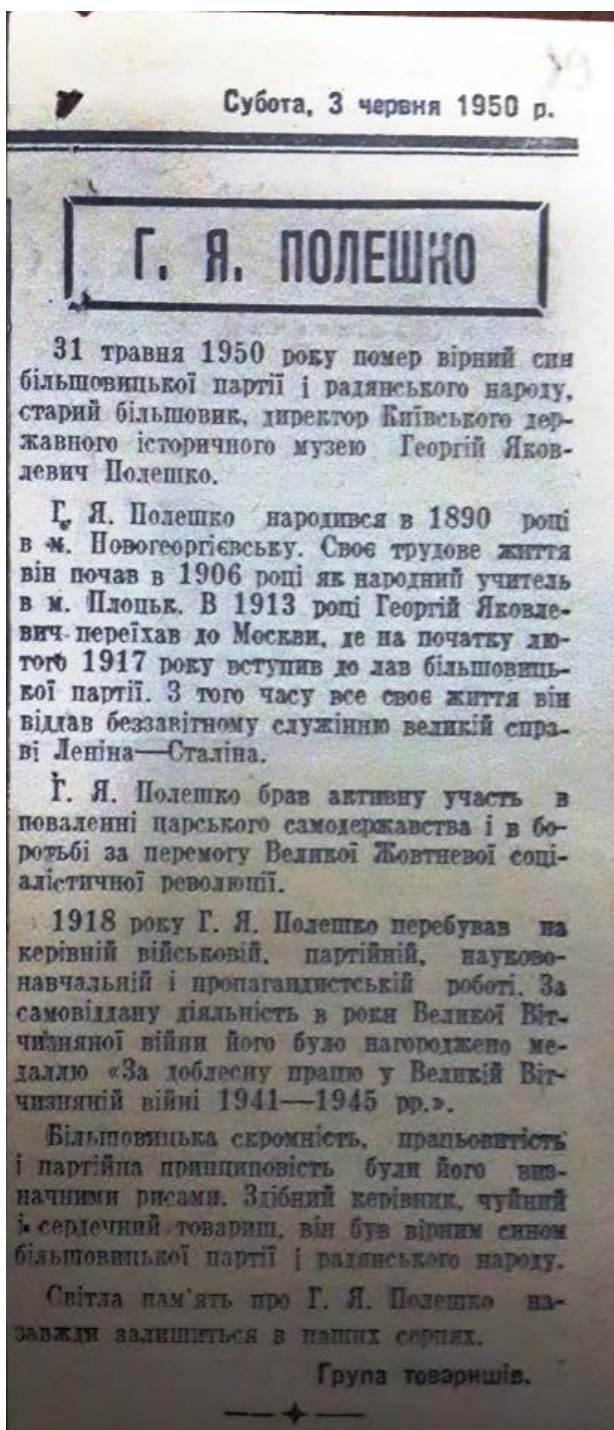 Субота, 3 червня 1950 р.
Г. Я. ПОЛЕШКО
31 травня 1950 року помер вірний син
більшовицької партії і радянського народу,
старий більшовик, директор Київського дер-
жавного історичного музею Георгій Яков-
левич Полешко.
Г. Я. Полешко народився в 1890 році
в м. Новогеоргієвську. Своє трудове життя
він почав в 1906 році як народний учитель
в м. Плоцьк. В 1913 році Георгій Яковле-
вич переїхав до Москви, де на початку лю-
того 1917 року вступив до лав більшовиць-
кої партії. З того часу все своє життя він
віддав беззавітному служінню великій спра-
ві Леніна—Сталіна.
Г. Я. Полешко брав активну участь в
поваленні царського самодержавства і в бо-
ротьбі за перемогу Великої Жовтневої соці-
алістичної революції.
1918 року Г. Я. Полешко перебував на
керівній військовій, партійній, науково-
навчальній і пропагандистській роботі. За
самовіддану діяльність в роки Великої Віт-
чизняної війни його було нагороджено ме-
даллю «За доблесну працю у Великій Віт-
чизняній війні 1941—1945 рр.».
Більшовицька скромність, працьовитість
і партійна принциповість були його виз-
начними рисами. Здібний керівник, чуйний
і сердечний товариш, він був вірним сином
більшовицької партії і радянського народу.
Світла пам'ять про Г. Я. Полешко на-
завжди залишиться в наших серцях.
Група товаришів.